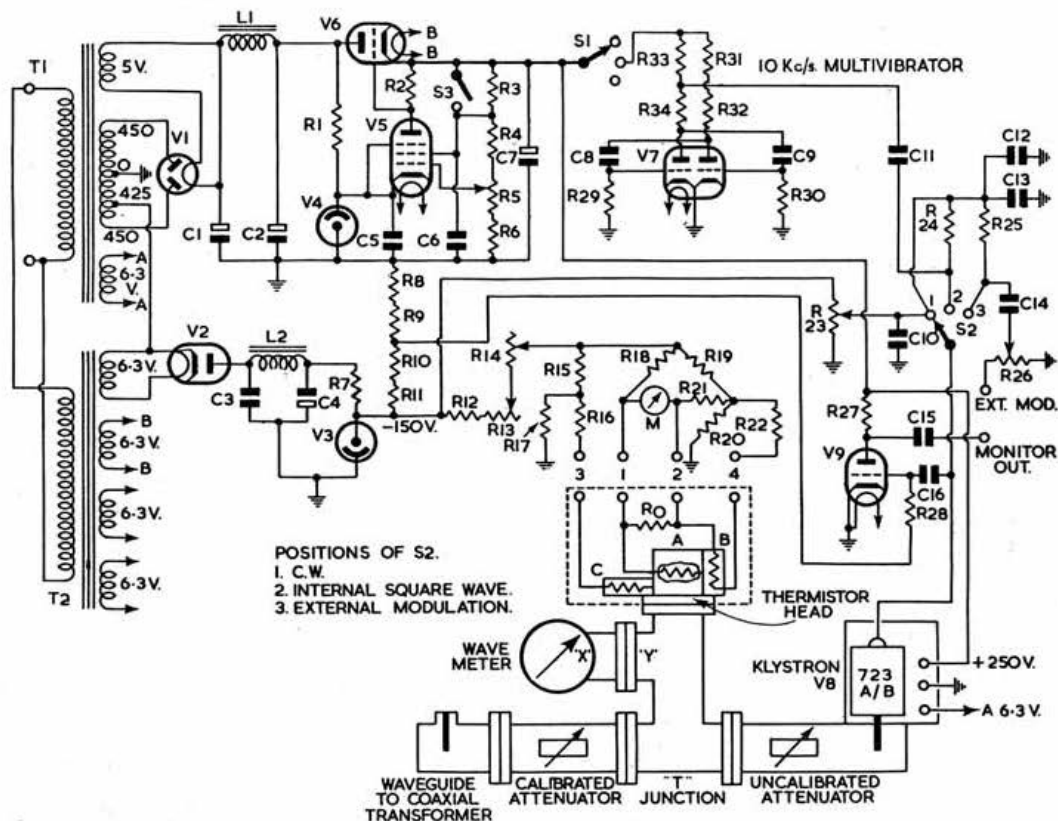 T1
5V.
450
O
425
450
A
6·3
V.
A
V1
L1
C1
C2
V6
B
B
R1
R2
S3
V5
V4
C5
C6
R3
R4
R5
R6
C7
S1
R33
R31
R34
R32
10 Kc/s. MULTIVIBRATOR
C8
V7
C9
R29
R30
C11
C12
C13
R
24
R25
1
2
3
S2
C14
R
23
C10
R26
EXT. MOD.
V2
L2
6·3V.
C3
C4
R7
V3
R8
R9
R10
R11
-150V.
R12
R13
R14
R15
R16
R17
R18
R19
M
R21
R20
R22
3
1
2
4
R27
V9
C15
MONITOR
OUT.
C16
R28
B
6·3V.
B
6·3V.
6·3V.
T2
POSITIONS OF S2.
1. C.W.
2. INTERNAL SQUARE WAVE.
3. EXTERNAL MODULATION.
RO
A
B
C
THERMISTOR
HEAD
WAVE
METER
"X"
"Y"
KLYSTRON
V8
723
A/B
+250V.
A 6·3 V.
WAVEGUIDE
TO COAXIAL
TRANSFORMER
CALIBRATED
ATTENUATOR
"T"
JUNCTION
UNCALIBRATED
ATTENUATOR